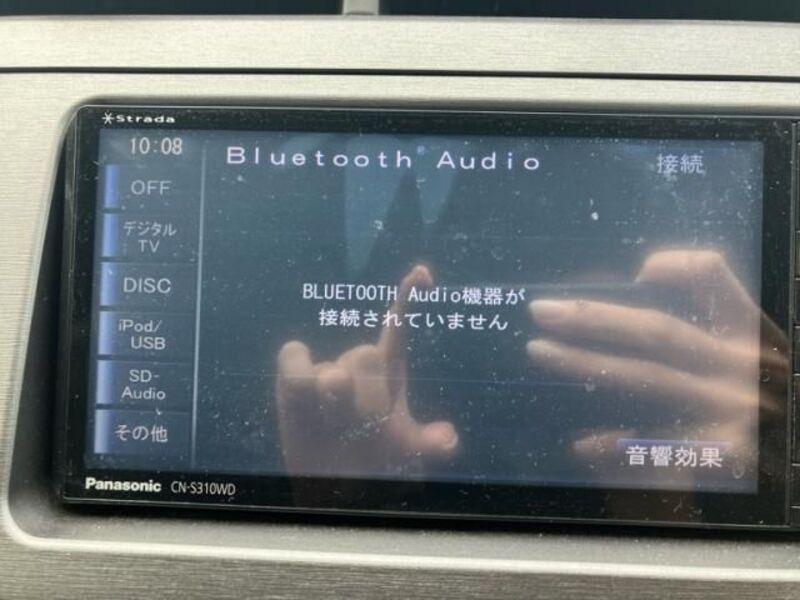 Strada
10:08
Bluetooth Audio
接続
OFF
デジタル
TV
DISC
iPod/
USB
SD-
Audio
その他
BLUETOOTH Audio機器が
接続されていません
音響効果
Panasonic CN-S310WD